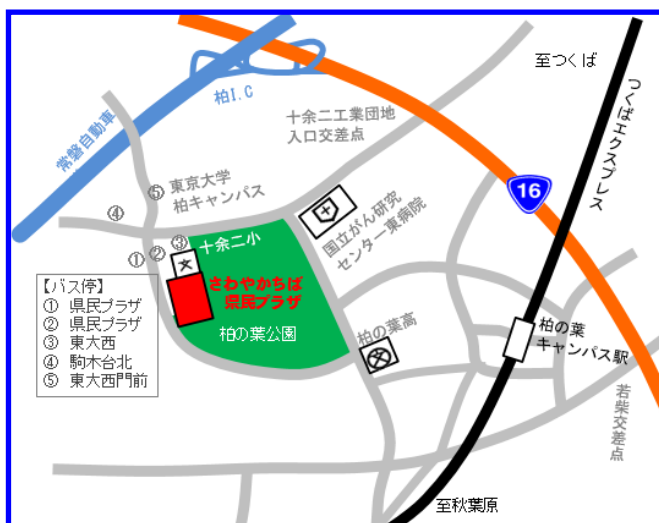 至つくば
柏I.C
つくばエクスプレス
常磐自動車
十余二工業団地
入口交差点
16
⑤
東京大学
柏キャンパス
④
国立がん研究
センター東病院
①
②
③
十余二小
文
さわやかちば
県民プラザ
柏の葉公園
柏の葉高
文
柏の葉
キャンパス駅
【バス停】
① 県民プラザ
② 県民プラザ
③ 東大西
④ 駒木台北
⑤ 東大西門前
若柴交差点
至秋葉原